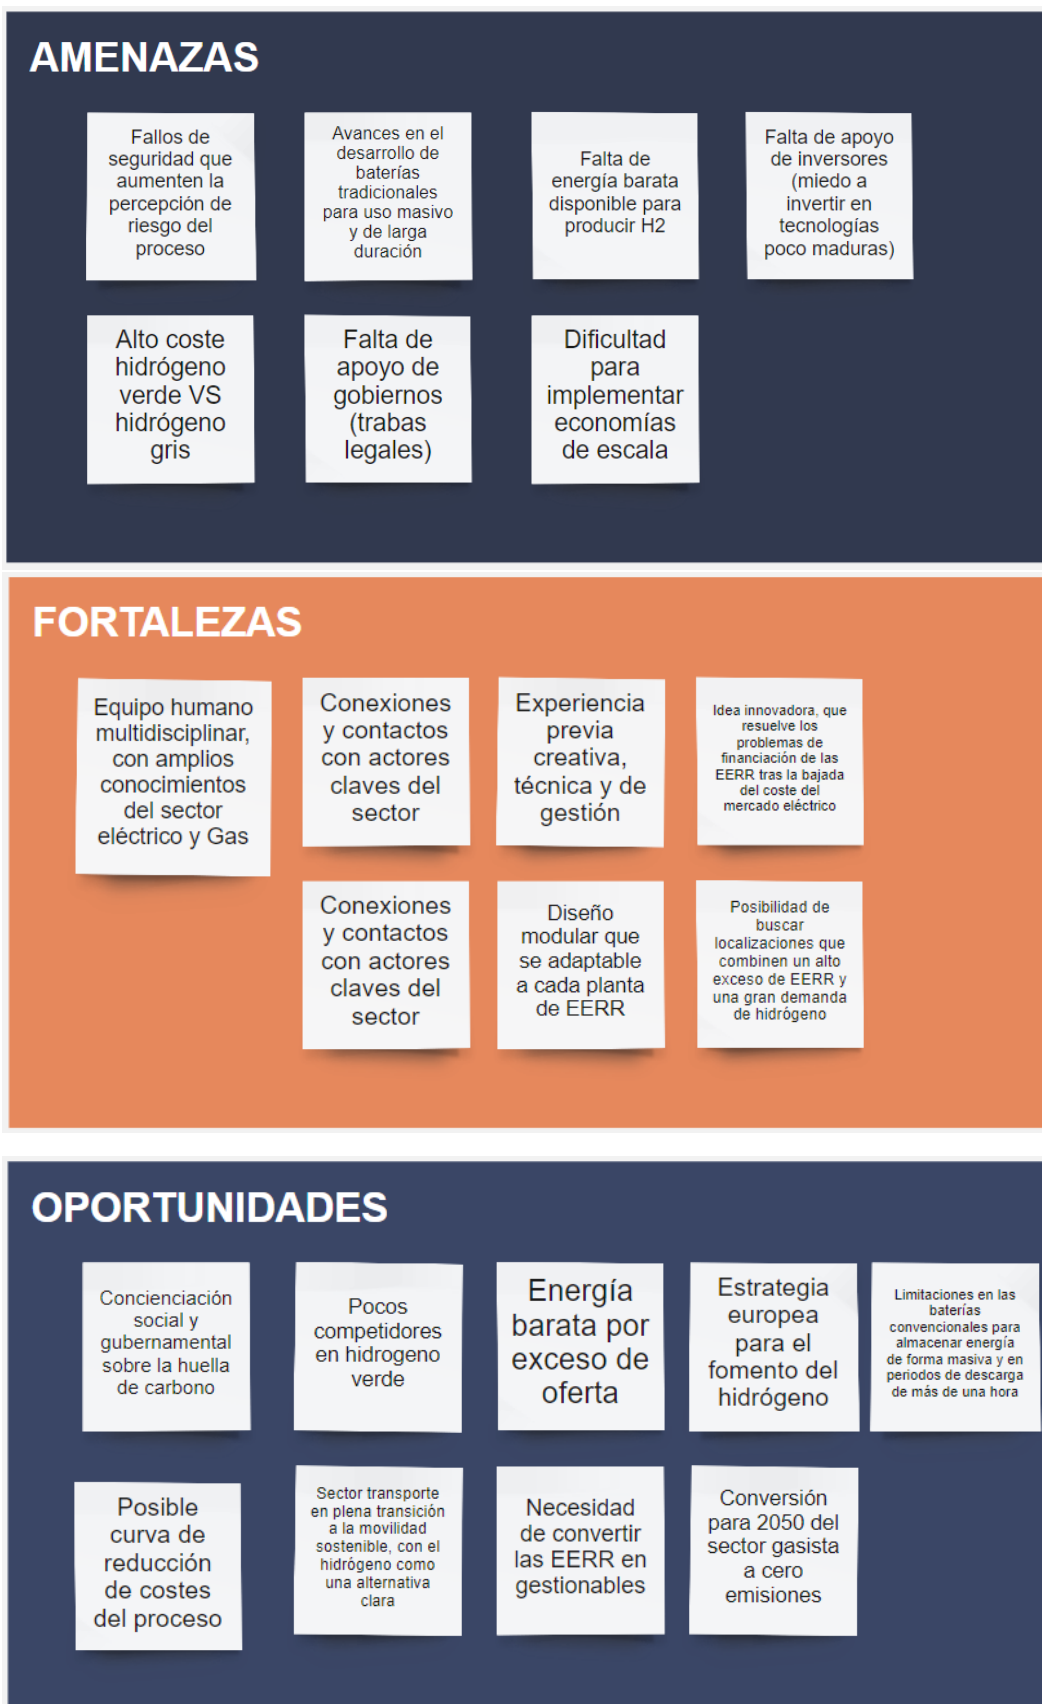 AMENAZAS
Fallos de
seguridad que
aumenten la
percepción de
riesgo del
proceso
Avances en el
desarrollo de
baterías
tradicionales
para uso masivo
y de larga
duración
Falta de
energía barata
disponible para
producir H2
Falta de apoyo
de inversores
(miedo a
invertir en
tecnologías
poco maduras)
Alto coste
hidrógeno
verde VS
hidrógeno
gris
Falta de
apoyo de
gobiernos
(trabas
legales)
Dificultad
para
implementar
economías
de escala
FORTALEZAS
Equipo humano
multidisciplinar,
con amplios
conocimientos
del sector
eléctrico y Gas
Conexiones
y contactos
con actores
claves del
sector
Experiencia
previa
creativa,
técnica y de
gestión
Idea innovadora, que
resuelve los
problemas de
financiación de las
EERR tras la bajada
del coste del
mercado eléctrico
Conexiones
y contactos
con actores
claves del
sector
Diseño
modular que
se adaptable
a cada planta
de EERR
Posibilidad de
buscar
localizaciones que
combinen un alto
exceso de EERR y
una gran demanda
de hidrógeno
OPORTUNIDADES
Concienciación
social y
gubernamental
sobre la huella
de carbono
Pocos
competidores
en hidrogeno
verde
Energía
barata por
exceso de
oferta
Estrategia
europea
para el
fomento del
hidrógeno
Limitaciones en las
baterías
convencionales para
almacenar energía
de forma masiva y en
periodos de descarga
de más de una hora
Posible
curva de
reducción
de costes
del proceso
Sector transporte
en plena transición
a la movilidad
sostenible, con el
hidrógeno como
una alternativa
clara
Necesidad
de convertir
las EERR en
gestionables
Conversión
para 2050 del
sector gasista
a cero
emisiones